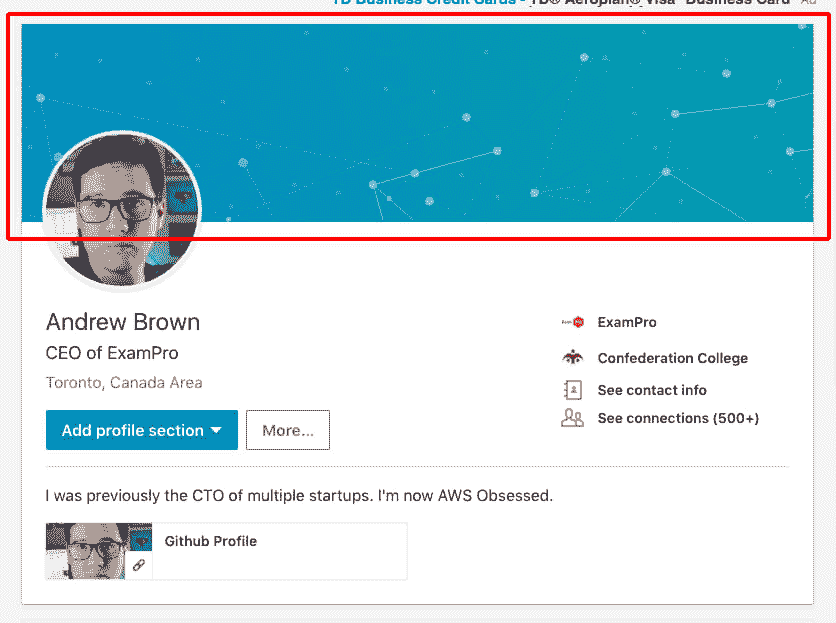 TD Business Credit Cards - TD® Aeroplan® Visa* Business Card Ad
Andrew Brown
CEO of ExamPro
Toronto, Canada Area
Add profile section
More...
ExamPro
Confederation College
See contact info
See connections (500+)
I was previously the CTO of multiple startups. I'm now AWS Obsessed.
Github Profile